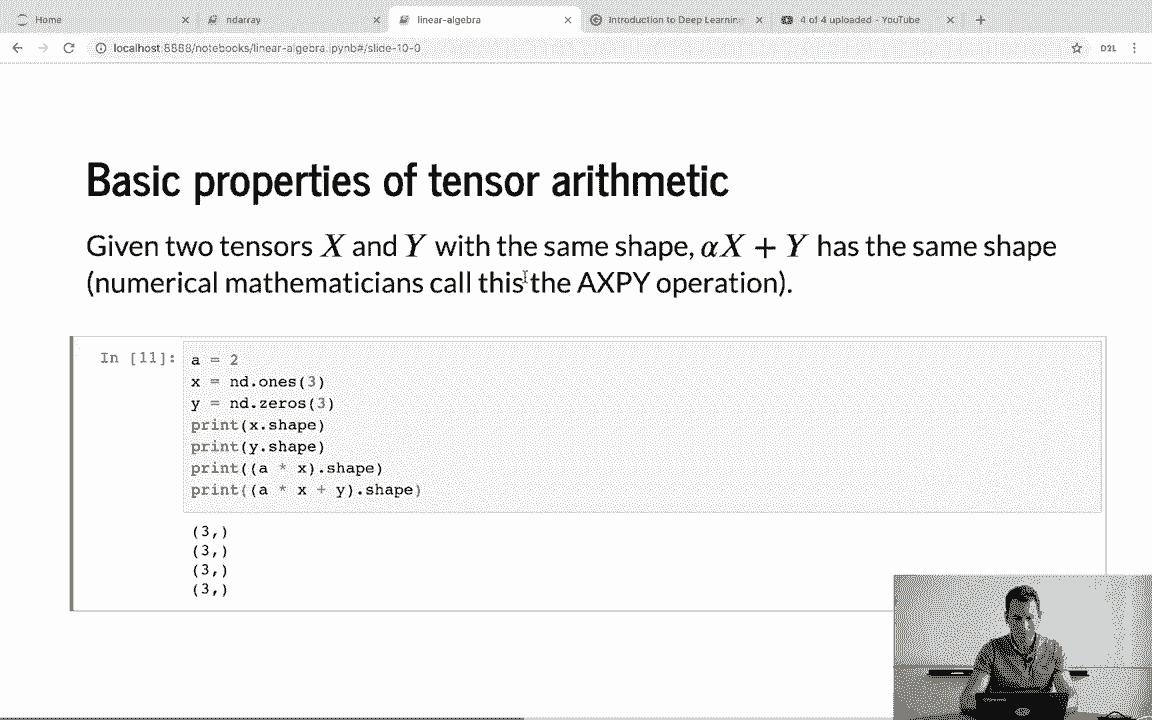 Home
ndarray
linear-algebra
Introduction to Deep Learning
4 of 4 uploaded - YouTube
localhost:8888/notebooks/linear-algebra.ipynb#/slide-10-0
D2L
Basic properties of tensor arithmetic
Given two tensors X and Y with the same shape, αX + Y has the same shape
(numerical mathematicians call this the AXPY operation).
In [11]:
a = 2
x = nd.ones(3)
y = nd.zeros(3)
print(x.shape)
print(y.shape)
print((a * x).shape)
print((a * x + y).shape)
(3,)
(3,)
(3,)
(3,)